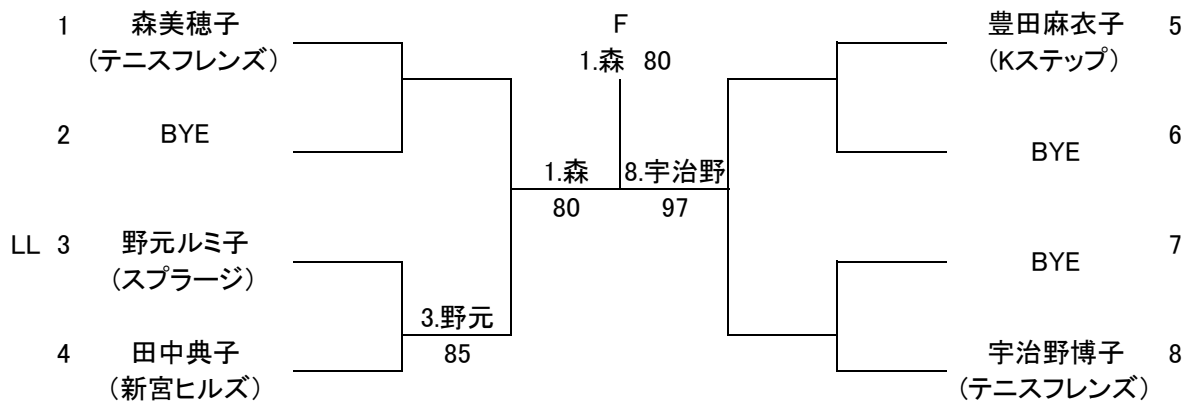 1 森美穂子
(テニスフレンズ)
2 BYE
LL 3 野元ルミ子
(スプラージ)
4 田中典子
(新宮ヒルズ)
3.野元
85
F
1.森 80
1.森
80
8.宇治野
97
豊田麻衣子 5
(Kステップ)
BYE 6
BYE 7
宇治野博子 8
(テニスフレンズ)